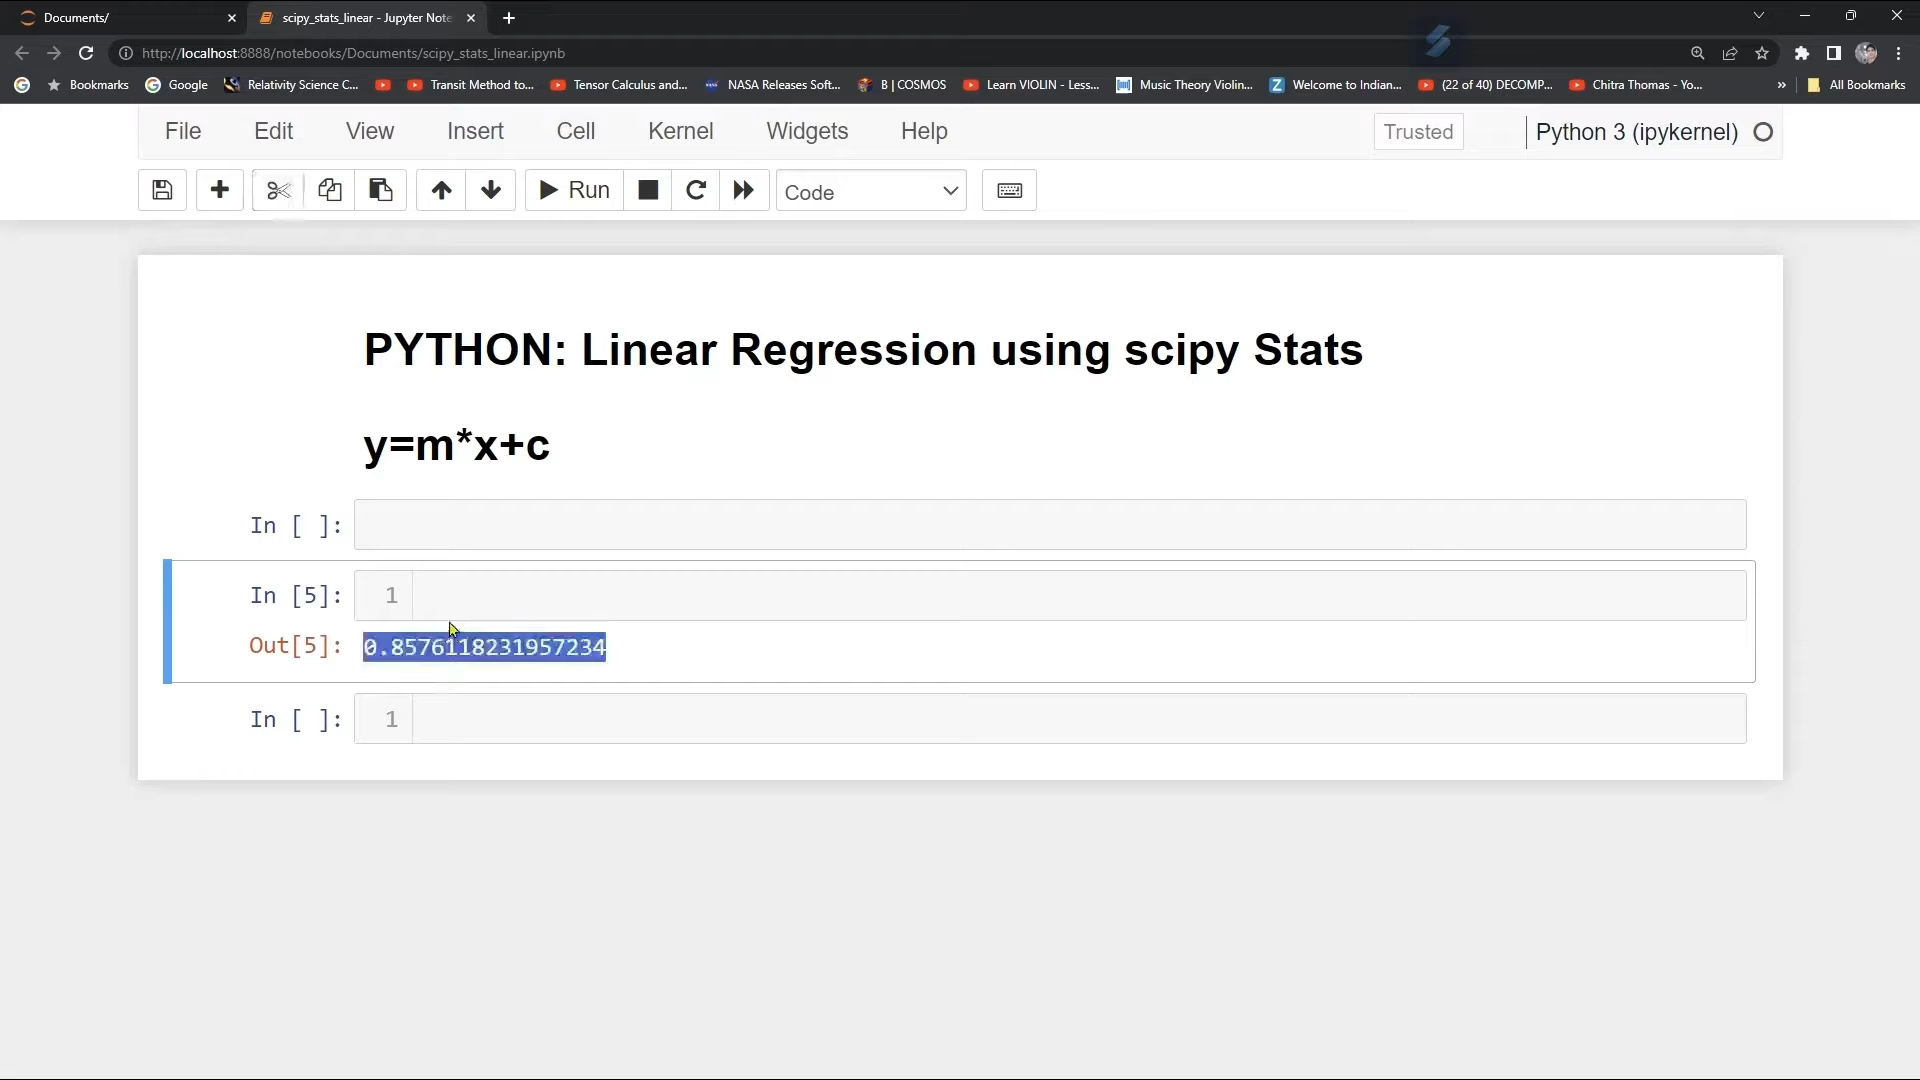 Documents/
scipy_stats_linear - Jupyter Note
http://localhost:8888/notebooks/Documents/scipy_stats_linear.ipynb
Bookmarks Google Relativity Science C... Transit Method to... Tensor Calculus and... NASA Releases Soft... B | COSMOS Learn VIOLIN - Less... Music Theory Violin... Welcome to Indian... (22 of 40) DECOMP... Chitra Thomas - Yo... » All Bookmarks
File Edit View Insert Cell Kernel Widgets Help Trusted Python 3 (ipykernel)
Run Code
PYTHON: Linear Regression using scipy Stats
y=m*x+c
In [ ]:
In [5]: 1
Out[5]: 0.8576118231957234
In [ ]: 1